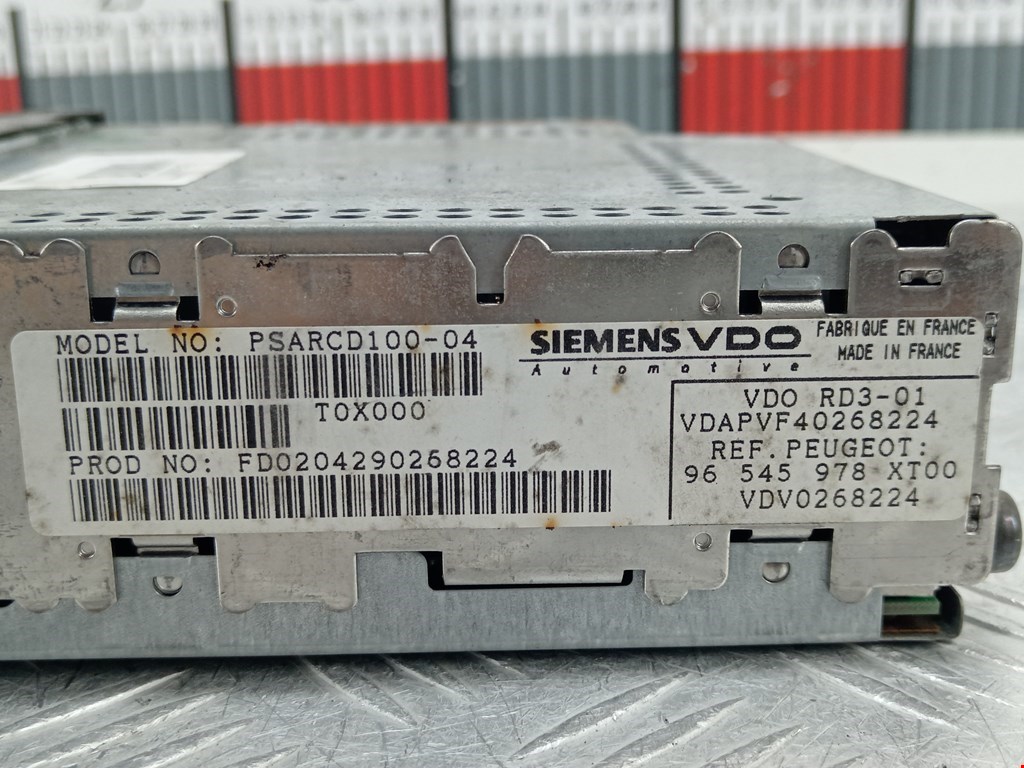 MODEL NO: PSARCD100-04
T0X000
PROD NO: FD0204290268224
SIEMENS VDO
Automotive
FABRIQUE EN FRANCE
MADE IN FRANCE
VDO RD3-01
VDAPVF40268224
REF. PEUGEOT:
96 545 978 XT00
VDV0268224